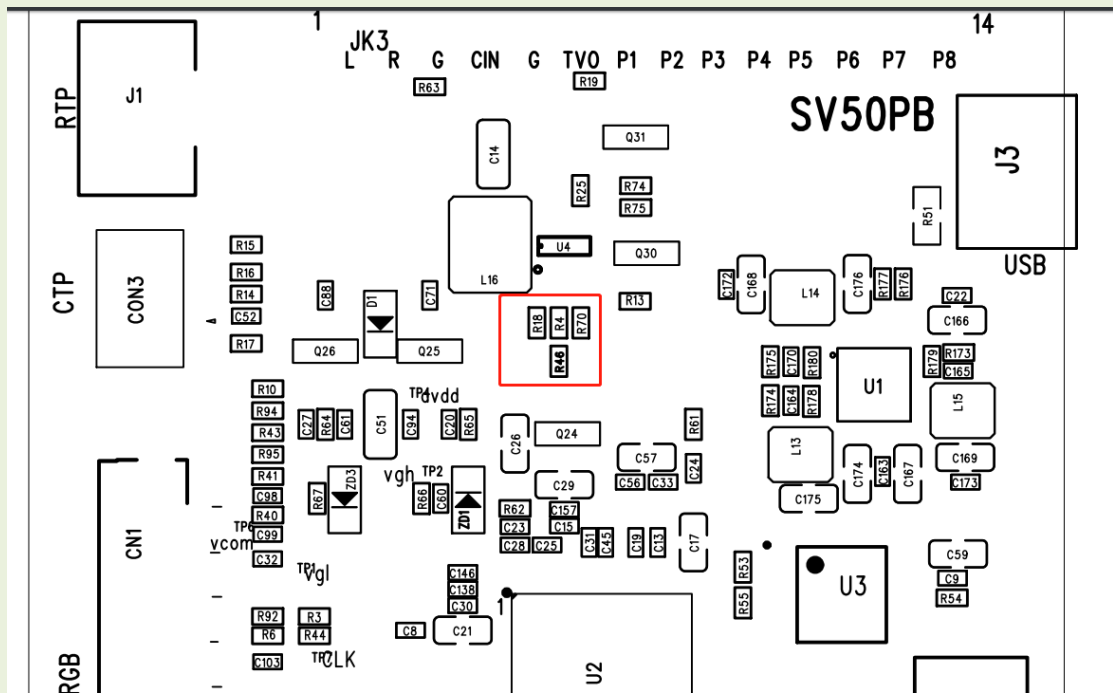 1 14
JK3
L R G CIN G TVO P1 P2 P3 P4 P5 P6 P7 P8
R63 R19
RTP J1 SV50PB
C14 Q31 J3
R25 R74
R75 R51
CTP CON3 R15 L16 U4 Q30 USB
R16 C172 C168 L14 C176 R177 R176
R14 C88 D1 C71 R13 C22
C52 R18 R4 R70 C166
R17 Q26 Q25 R46 R175 C170 R180 U1 R179 R173
C165
R10 TP4 dvdd R174 C164 R178 L15
R94 C27 R64 C61 C51 C94 C20 R65 C26 Q24 R61
R43
R95 C57 C24 L13 C174 C163 C167 C169
R41 vgh TP2 C56 C33 C173
C98 R67 ZD3 R66 C60 ZD1 C29 C175
R40 R62 C157
TP6 C99 C23 C15
vcom CN1 C28 C25 C31 C45 C19 C13 C17
C32 TP1 vgl C59
C146 R53 C9
C138 U3
C30 1 R55 R54
R92 R3
R6 R44 C8 C21
C103 CLK
RGB U2